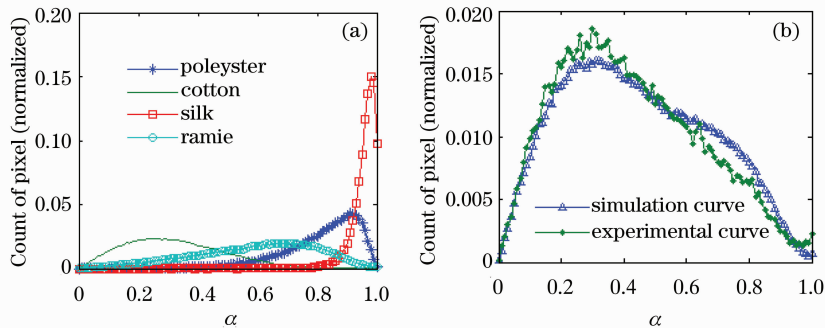 (a)
Count of pixel (normalized)
0.20
0.15
0.10
0.05
0
poleyster
cotton
silk
ramie
0 0.2 0.4 0.6 0.8 1.0
α
(b)
Count of pixel (normalized)
0.020
0.015
0.010
0.005
0
simulation curve
experimental curve
0 0.2 0.4 0.6 0.8 1.0
α